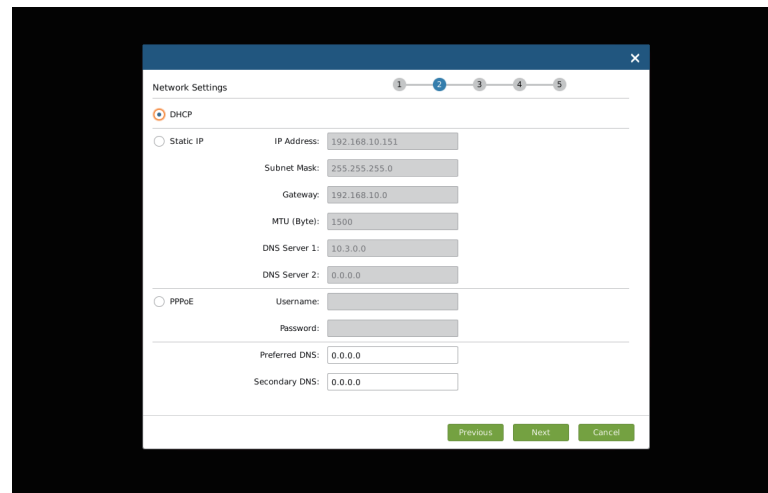 Network Settings 1 2 3 4 5
DHCP
Static IP IP Address: 192.168.10.151
Subnet Mask: 255.255.255.0
Gateway: 192.168.10.0
MTU (Byte): 1500
DNS Server 1: 10.3.0.0
DNS Server 2: 0.0.0.0
PPPoE Username:
Password:
Preferred DNS: 0.0.0.0
Secondary DNS: 0.0.0.0
Previous Next Cancel